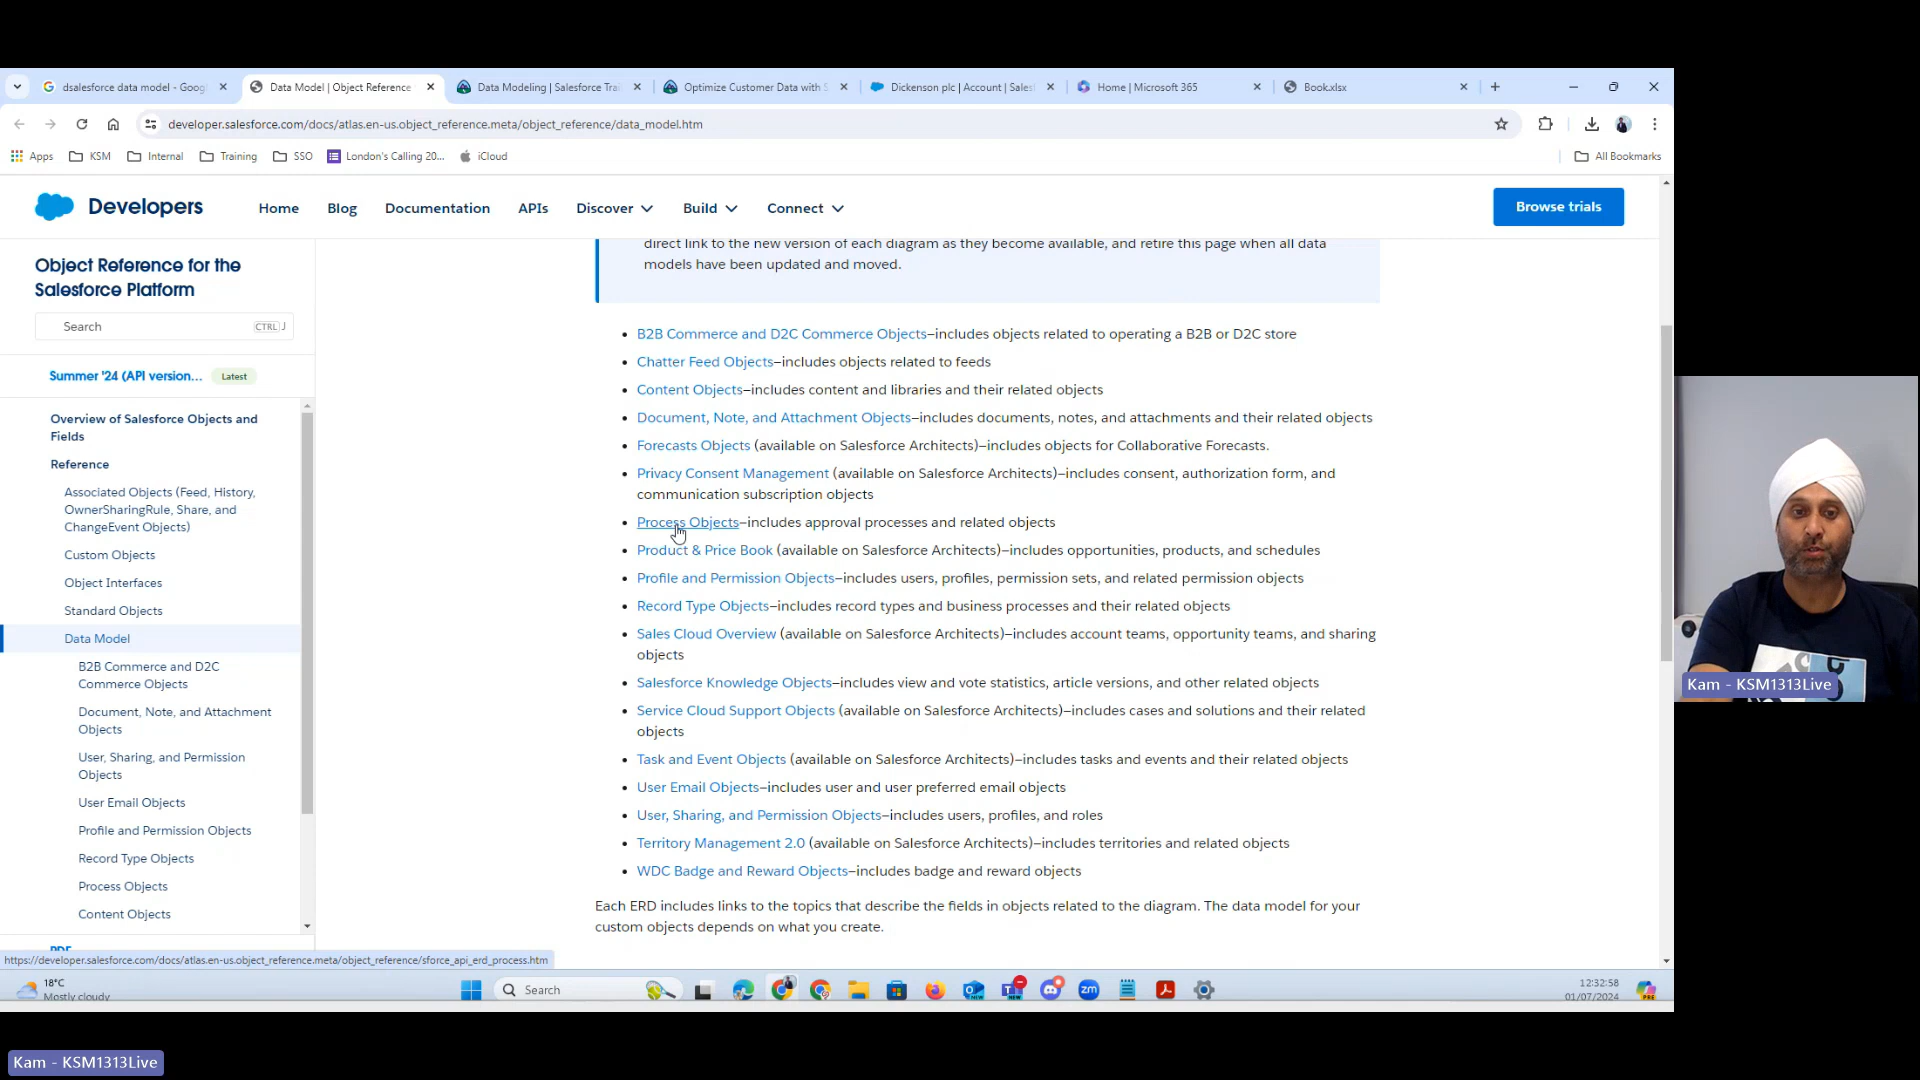 dsalesforce data model - Goog
Data Model | Object Reference
Data Modeling | Salesforce Trai
Optimize Customer Data with S
Dickenson plc | Account | Sales
Home | Microsoft 365
Book.xlsx
developer.salesforce.com/docs/atlas.en-us.object_reference.meta/object_reference/data_model.htm
Apps
KSM
Internal
Training
SSO
London's Calling 20...
iCloud
All Bookmarks
Developers
Home
Blog
Documentation
APIs
Discover
Build
Connect
Browse trials
Object Reference for the
Salesforce Platform
Search
CTRL J
Summer '24 (API version...
Latest
Overview of Salesforce Objects and
Fields
Reference
Associated Objects (Feed, History,
OwnerSharingRule, Share, and
ChangeEvent Objects)
Custom Objects
Object Interfaces
Standard Objects
Data Model
B2B Commerce and D2C
Commerce Objects
Document, Note, and Attachment
Objects
User, Sharing, and Permission
Objects
User Email Objects
Profile and Permission Objects
Record Type Objects
Process Objects
Content Objects
PDF
direct link to the new version of each diagram as they become available, and retire this page when all data
models have been updated and moved.
• B2B Commerce and D2C Commerce Objects—includes objects related to operating a B2B or D2C store
• Chatter Feed Objects—includes objects related to feeds
• Content Objects—includes content and libraries and their related objects
• Document, Note, and Attachment Objects—includes documents, notes, and attachments and their related objects
• Forecasts Objects (available on Salesforce Architects)—includes objects for Collaborative Forecasts.
• Privacy Consent Management (available on Salesforce Architects)—includes consent, authorization form, and
communication subscription objects
• Process Objects—includes approval processes and related objects
• Product & Price Book (available on Salesforce Architects)—includes opportunities, products, and schedules
• Profile and Permission Objects—includes users, profiles, permission sets, and related permission objects
• Record Type Objects—includes record types and business processes and their related objects
• Sales Cloud Overview (available on Salesforce Architects)—includes account teams, opportunity teams, and sharing
objects
• Salesforce Knowledge Objects—includes view and vote statistics, article versions, and other related objects
• Service Cloud Support Objects (available on Salesforce Architects)—includes cases and solutions and their related
objects
• Task and Event Objects (available on Salesforce Architects)—includes tasks and events and their related objects
• User Email Objects—includes user and user preferred email objects
• User, Sharing, and Permission Objects—includes users, profiles, and roles
• Territory Management 2.0 (available on Salesforce Architects)—includes territories and related objects
• WDC Badge and Reward Objects—includes badge and reward objects
Each ERD includes links to the topics that describe the fields in objects related to the diagram. The data model for your
custom objects depends on what you create.
https://developer.salesforce.com/docs/atlas.en-us.object_reference.meta/object_reference/sforce_api_erd_process.htm
18°C
Mostly cloudy
Search
12:32:58
01/07/2024
Kam - KSM1313Live
Kam - KSM1313Live